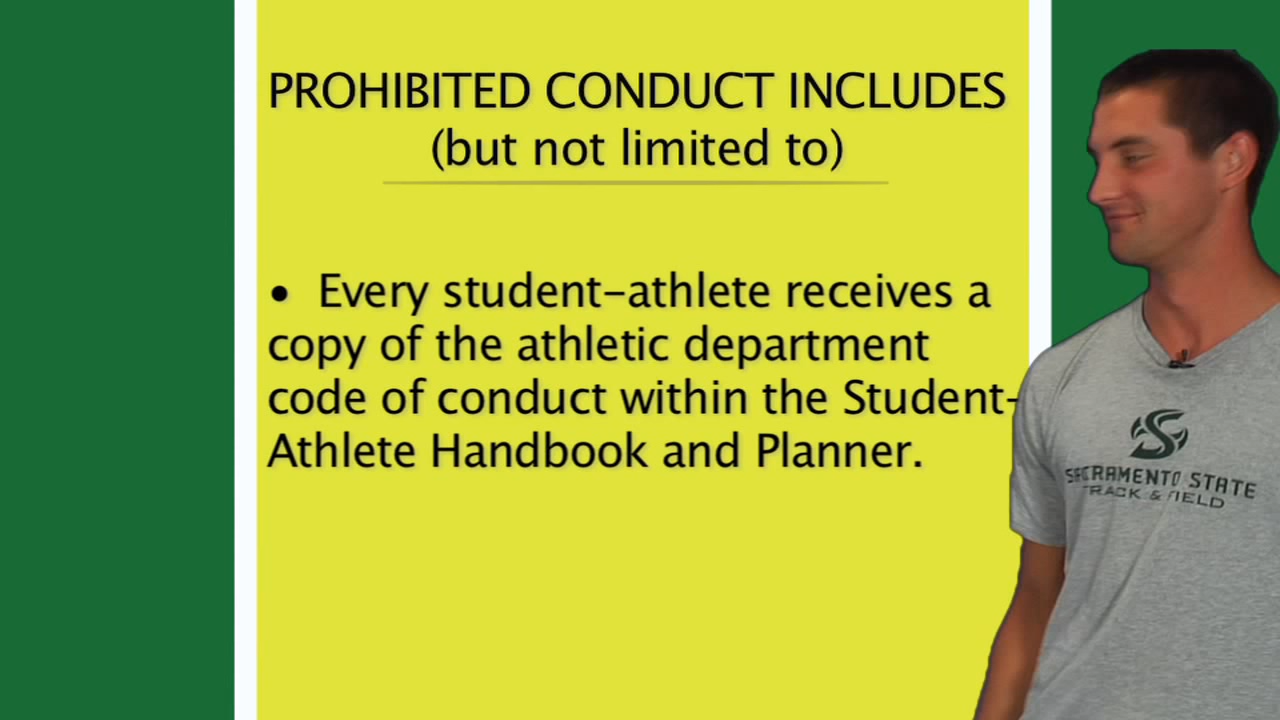 PROHIBITED CONDUCT INCLUDES
(but not limited to)
• Every student-athlete receives a
copy of the athletic department
code of conduct within the Student-
Athlete Handbook and Planner.
SACRAMENTO STATE
TRACK & FIELD